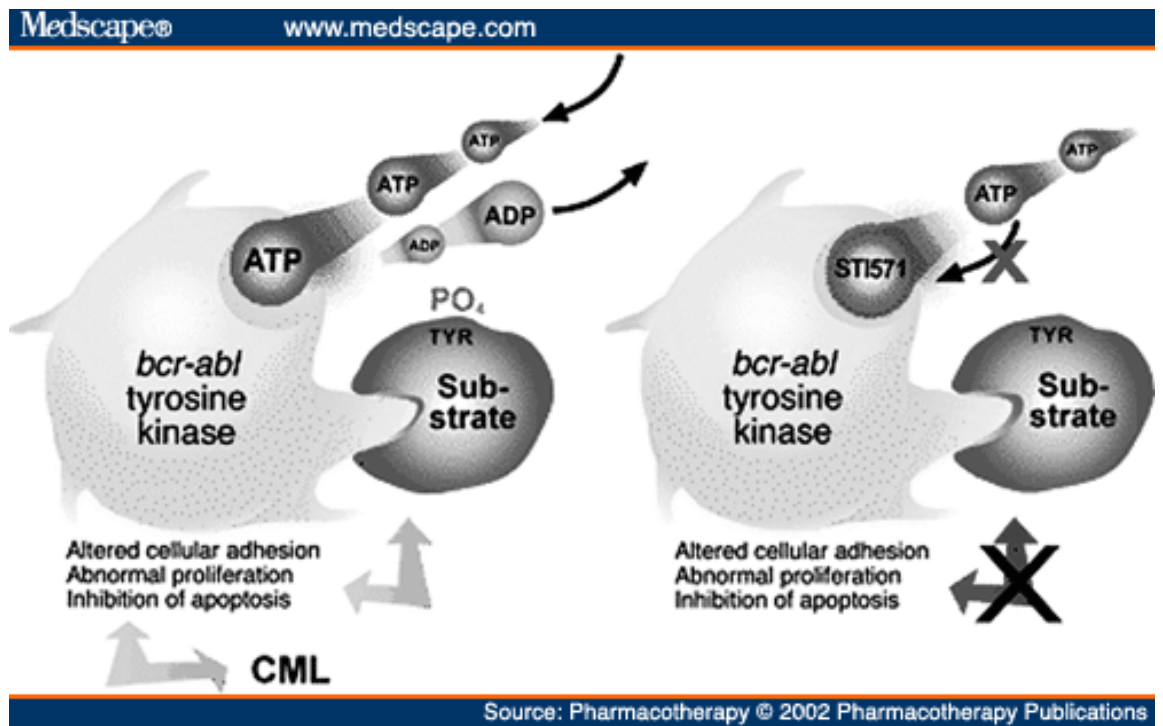 Medscape® www.medscape.com
ATP
ATP
ATP
ADP
ADP
PO₄
TYR
Sub-
strate
bcr-abl
tyrosine
kinase
Altered cellular adhesion
Abnormal proliferation
Inhibition of apoptosis
CML
ATP
ATP
STI571
X
TYR
Sub-
strate
bcr-abl
tyrosine
kinase
Altered cellular adhesion
Abnormal proliferation
Inhibition of apoptosis
X
Source: Pharmacotherapy © 2002 Pharmacotherapy Publications